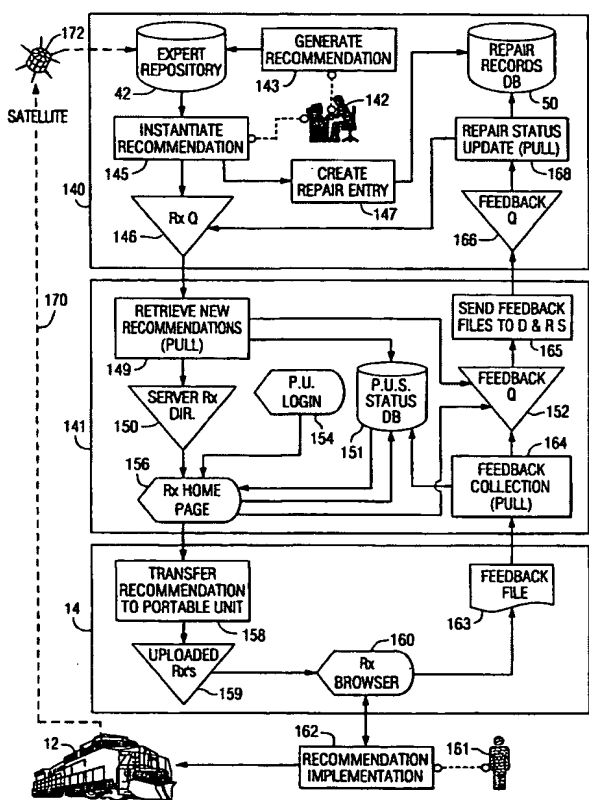 172
SATELLITE
EXPERT
REPOSITORY
42
GENERATE
RECOMMENDATION
143
142
REPAIR
RECORDS
DB
50
INSTANTIATE
RECOMMENDATION
145
CREATE
REPAIR ENTRY
147
REPAIR STATUS
UPDATE (PULL)
168
140
Rx Q
146
FEEDBACK
Q
166
170
RETRIEVE NEW
RECOMMENDATIONS
(PULL)
149
SEND FEEDBACK
FILES TO D & R S
165
SERVER Rx
DIR.
150
P.U.
LOGIN
154
P.U.S.
STATUS
DB
151
FEEDBACK
Q
152
141
156
Rx HOME
PAGE
164
FEEDBACK
COLLECTION
(PULL)
TRANSFER
RECOMMENDATION
TO PORTABLE UNIT
158
FEEDBACK
FILE
163
14
UPLOADED
Rx's
159
160
Rx
BROWSER
12
162
RECOMMENDATION
IMPLEMENTATION
161